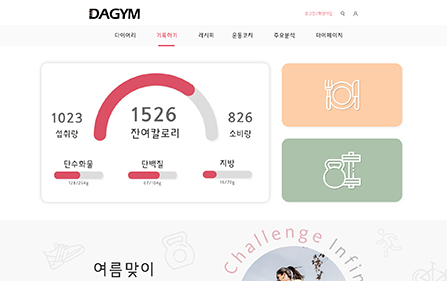 DAGYM
로그인 / 회원가입
다이어리 기록하기 레시피 운동코치 주요분석 마이페이지
1023 1526 826
섭취량 잔여칼로리 소비량
탄수화물 단백질 지방
128/254g 67/104g 16/70g
Challenge Infin
여름맞이